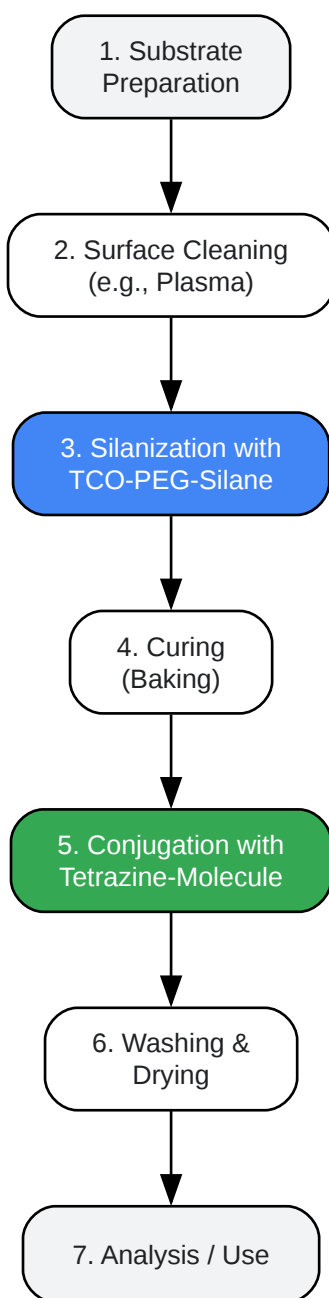 1. Substrate
Preparation
2. Surface Cleaning
(e.g., Plasma)
3. Silanization with
TCO-PEG-Silane
4. Curing
(Baking)
5. Conjugation with
Tetrazine-Molecule
6. Washing &
Drying
7. Analysis / Use